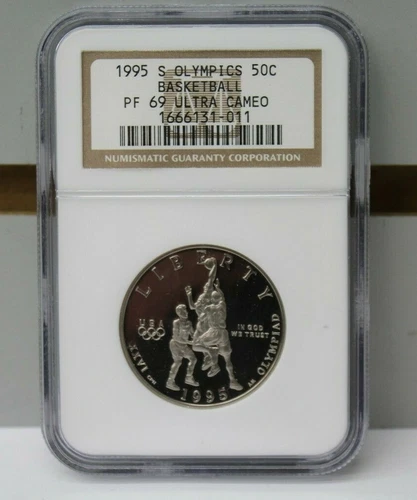 1995 S OLYMPICS 50C
BASKETBALL
PF 69 ULTRA CAMEO
1666131-011
NUMISMATIC GUARANTY CORPORATION
LIBERTY
USA
IN GOD
WE TRUST
XXVI
OLYMPIAD
1995